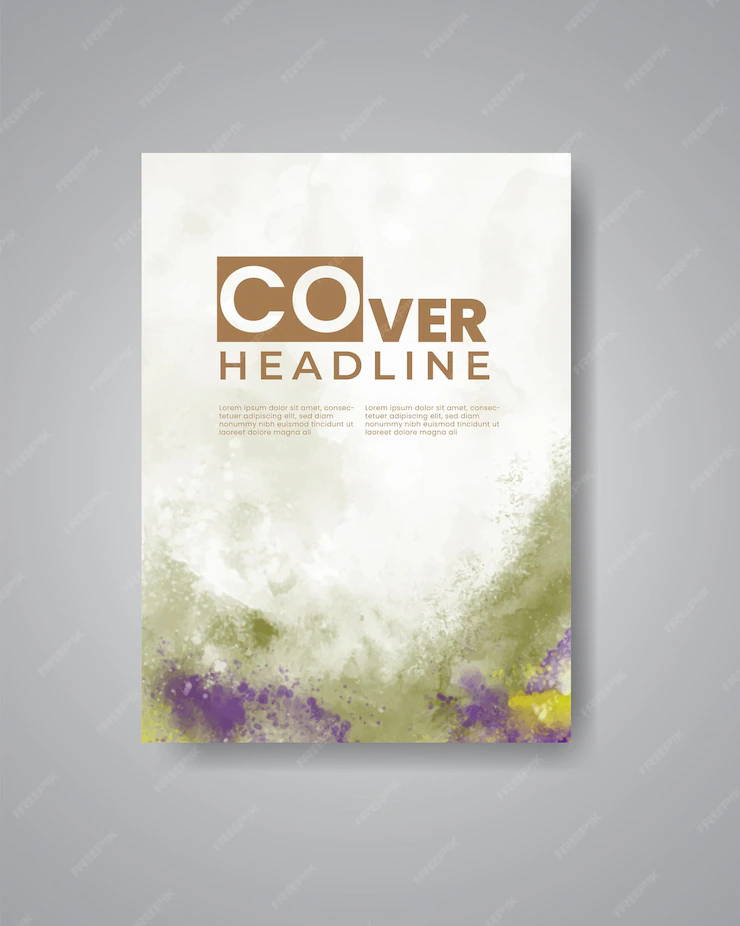 COVER
HEADLINE
Lorem ipsum dolor sit amet, consec-
tetuer adipiscing elit, sed diam
nonummy nibh euismod tincidunt ut
laoreet dolore magna ali
Lorem ipsum dolor sit amet, consec-
tetuer adipiscing elit, sed diam
nonummy nibh euismod tincidunt ut
laoreet dolore magna ali
FREEPIK